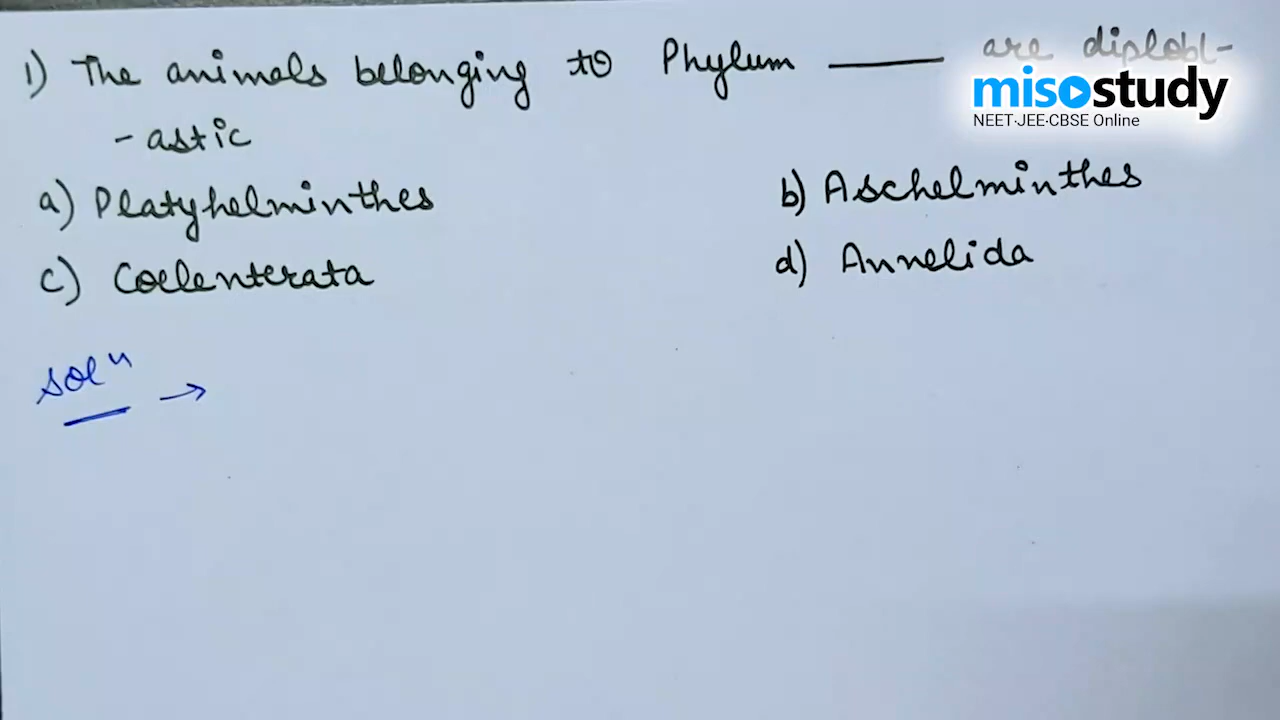 1) The animals belonging to Phylum ______ are diplobl-
misostudy
NEET·JEE·CBSE Online
- astic
a) Platyhelminthes b) Aschelminthes
c) Coelenterata d) Annelida
Solⁿ →